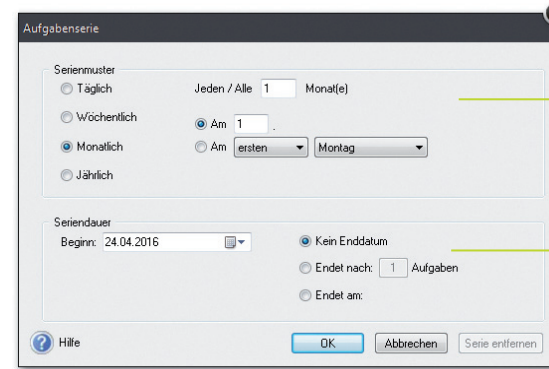 Aufgabenserie
Serienmuster
Täglich
Jeden / Alle 1 Monat(e)
Wöchentlich
Am 1 .
Monatlich
Am ersten Montag
Jährlich
Seriendauer
Beginn: 24.04.2016
Kein Enddatum
Endet nach: 1 Aufgaben
Endet am:
Hilfe
OK
Abbrechen
Serie entfernen